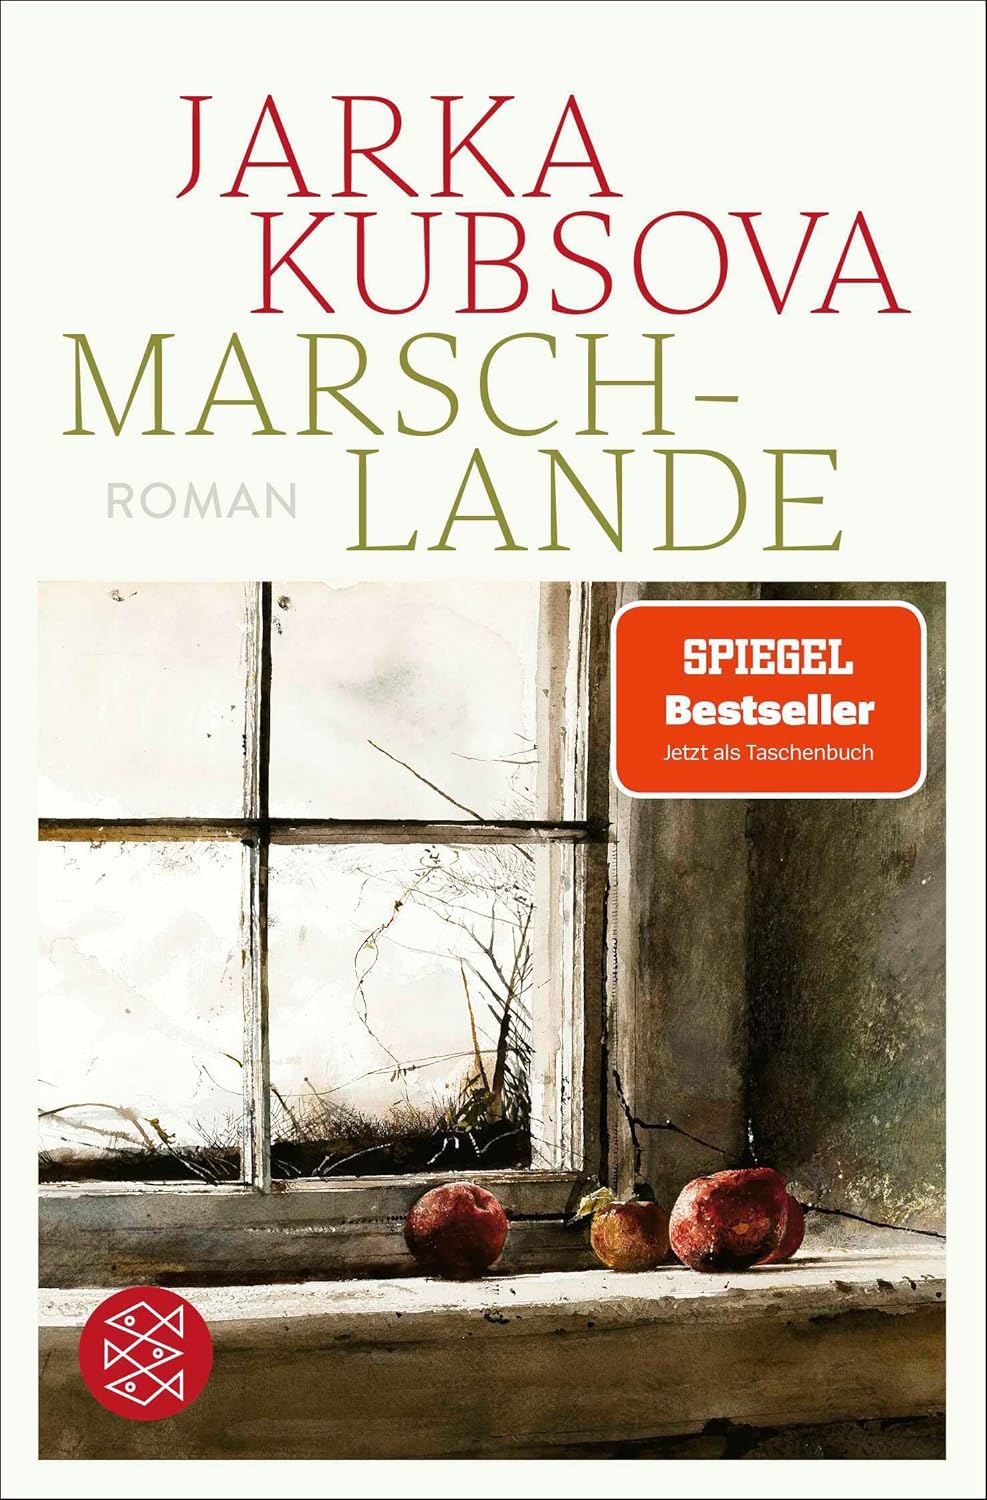 JARKA
KUBSOVA
MARSCH-
LANDE
ROMAN
SPIEGEL
Bestseller
Jetzt als Taschenbuch